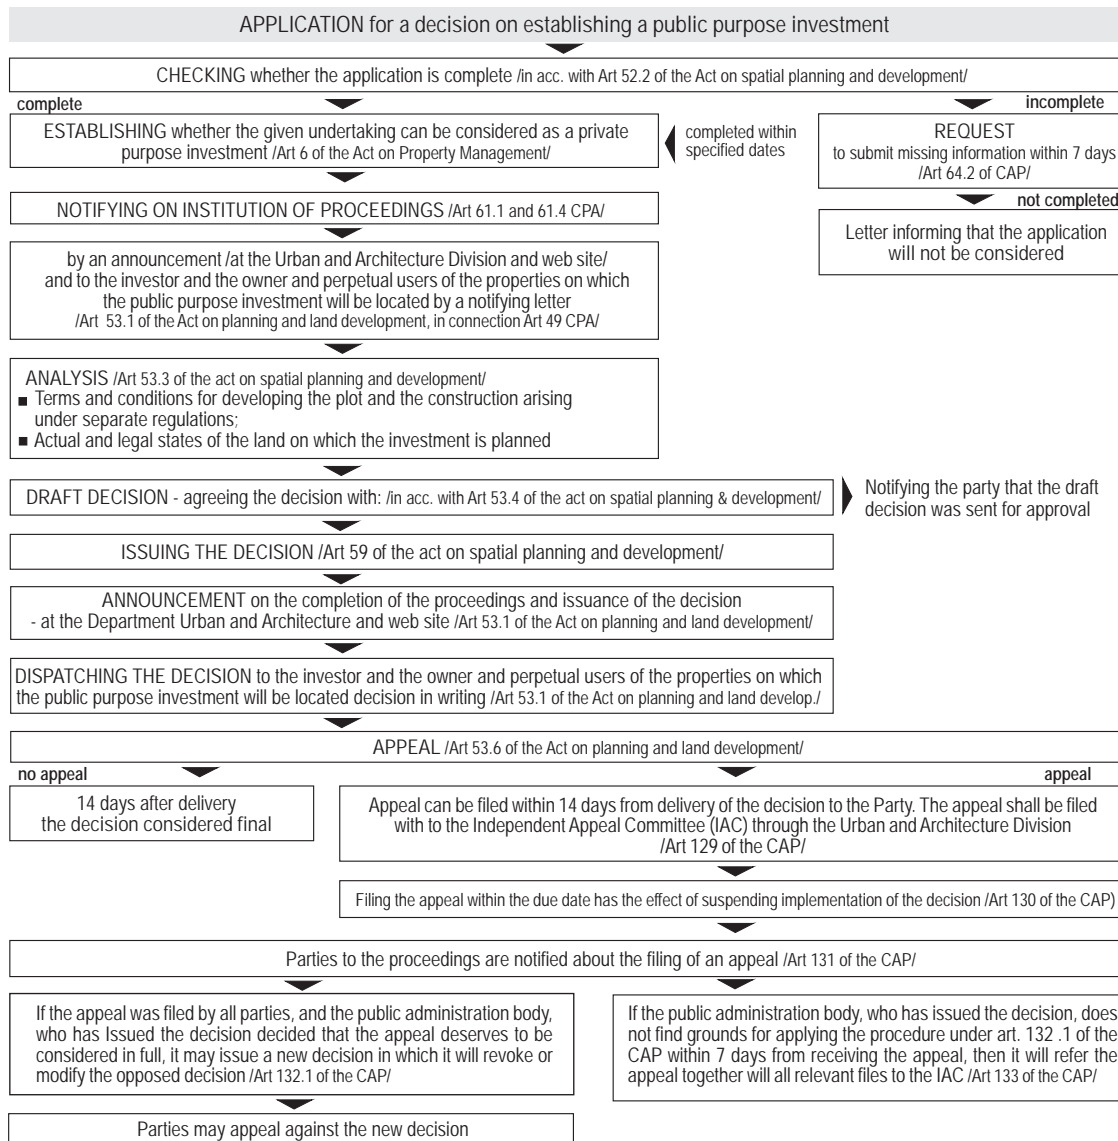 APPLICATION for a decision on establishing a public purpose investment
CHECKING whether the application is complete /in acc. with Art 52.2 of the Act on spatial planning and development/
complete
incomplete
ESTABLISHING whether the given undertaking can be considered as a private
purpose investment /Art 6 of the Act on Property Management/
completed within
specified dates
REQUEST
to submit missing information within 7 days
/Art 64.2 of CAP/
not completed
Letter informing that the application
will not be considered
NOTIFYING ON INSTITUTION OF PROCEEDINGS /Art 61.1 and 61.4 CPA/
by an announcement /at the Urban and Architecture Division and web site/
and to the investor and the owner and perpetual users of the properties on which
the public purpose investment will be located by a notifying letter
/Art 53.1 of the Act on planning and land development, in connection Art 49 CPA/
ANALYSIS /Art 53.3 of the act on spatial planning and development/
■ Terms and conditions for developing the plot and the construction arising
under separate regulations;
■ Actual and legal states of the land on which the investment is planned
DRAFT DECISION - agreeing the decision with: /in acc. with Art 53.4 of the act on spatial planning & development/
Notifying the party that the draft
decision was sent for approval
ISSUING THE DECISION /Art 59 of the act on spatial planning and development/
ANNOUNCEMENT on the completion of the proceedings and issuance of the decision
- at the Department Urban and Architecture and web site /Art 53.1 of the Act on planning and land development/
DISPATCHING THE DECISION to the investor and the owner and perpetual users of the properties on which
the public purpose investment will be located decision in writing /Art 53.1 of the Act on planning and land develop./
APPEAL /Art 53.6 of the Act on planning and land development/
no appeal
appeal
14 days after delivery
the decision considered final
Appeal can be filed within 14 days from delivery of the decision to the Party. The appeal shall be filed
with to the Independent Appeal Committee (IAC) through the Urban and Architecture Division
/Art 129 of the CAP/
Filing the appeal within the due date has the effect of suspending implementation of the decision /Art 130 of the CAP)
Parties to the proceedings are notified about the filing of an appeal /Art 131 of the CAP/
If the appeal was filed by all parties, and the public administration body,
who has Issued the decision decided that the appeal deserves to be
considered in full, it may issue a new decision in which it will revoke or
modify the opposed decision /Art 132.1 of the CAP/
If the public administration body, who has issued the decision, does
not find grounds for applying the procedure under art. 132 .1 of the
CAP within 7 days from receiving the appeal, then it will refer the
appeal together will all relevant files to the IAC /Art 133 of the CAP/
Parties may appeal against the new decision